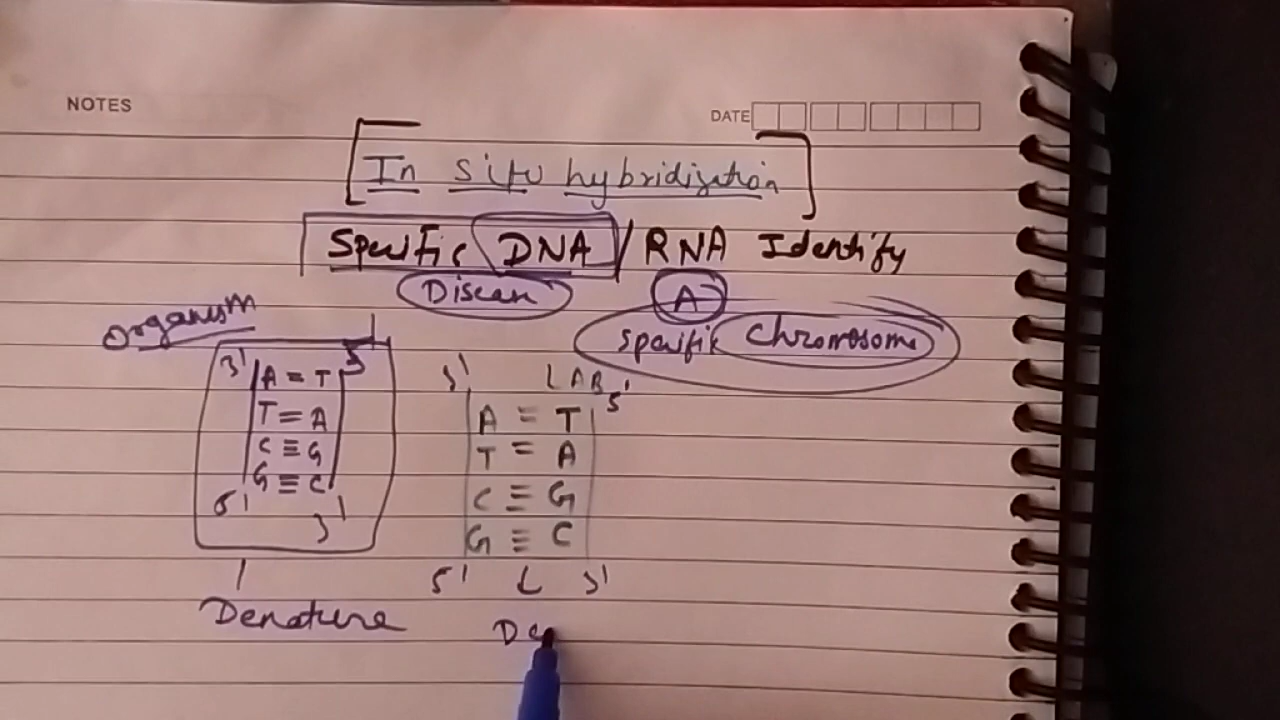 NOTES
DATE
In situ hybridization
Specific DNA / RNA Identify
Disease
A
Specific Chromosome
Organism
3' 5'
A = T
T = A
C ≡ G
G ≡ C
5' 3'
Denature
3' LAB 5'
A = T
T = A
C ≡ G
G ≡ C
5' 3'
De